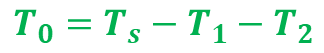 T₀ = Tₛ − T₁ − T₂